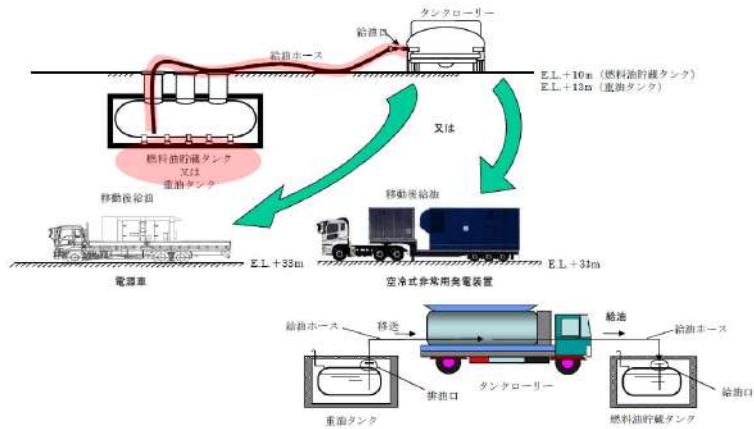 タンクローリー
給油口
給油ホース
E.L.+10m（燃料油貯蔵タンク）
E.L.+13m（重油タンク）
又は
燃料油貯蔵タンク
又は
重油タンク
移動後給油
移動後給油
E.L.+33m
E.L.+33m
電源車
空冷式非常用発電装置
給油ホース
移送
給油
給油ホース
排油口
タンクローリー
給油口
重油タンク
燃料油貯蔵タンク